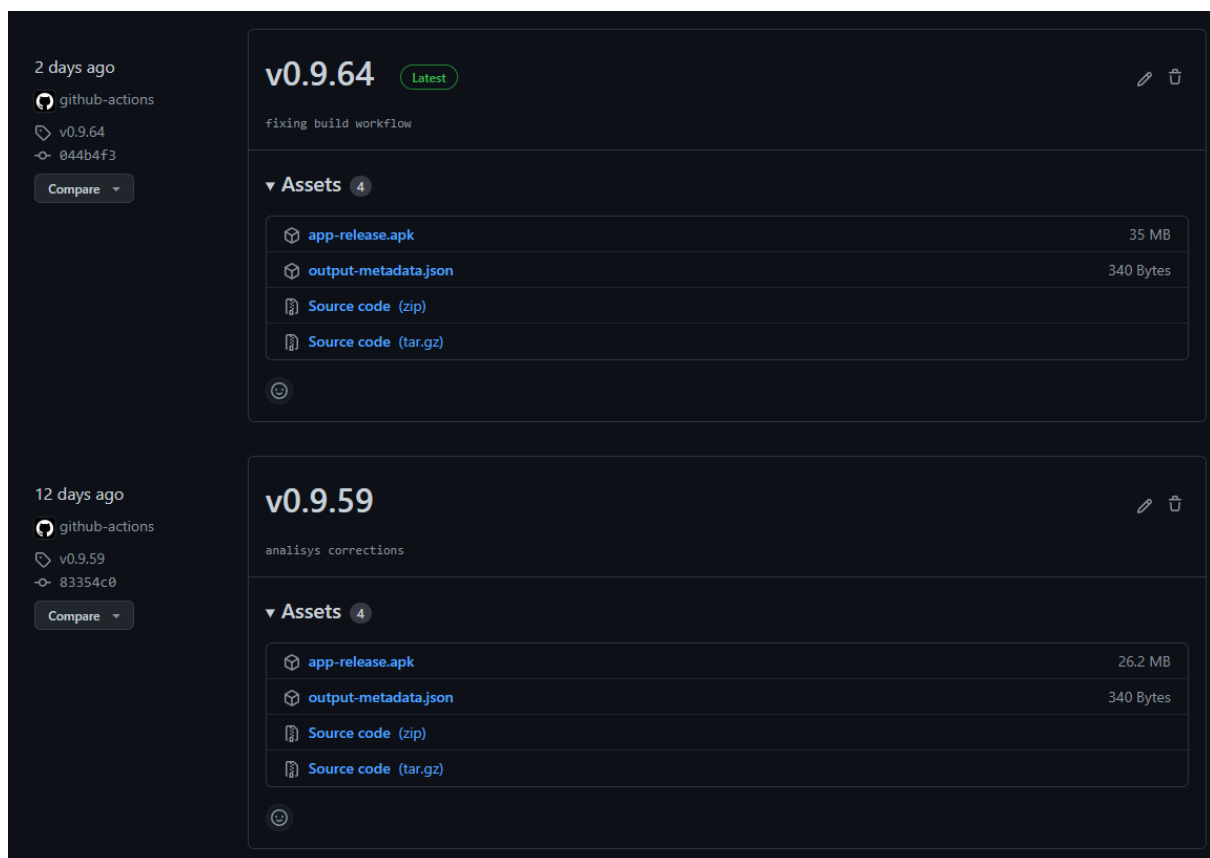 2 days ago
github-actions
v0.9.64
044b4f3
Compare
v0.9.64 Latest
fixing build workflow
Assets 4
app-release.apk 35 MB
output-metadata.json 340 Bytes
Source code (zip)
Source code (tar.gz)
12 days ago
github-actions
v0.9.59
83354c0
Compare
v0.9.59
analisys corrections
Assets 4
app-release.apk 26.2 MB
output-metadata.json 340 Bytes
Source code (zip)
Source code (tar.gz)